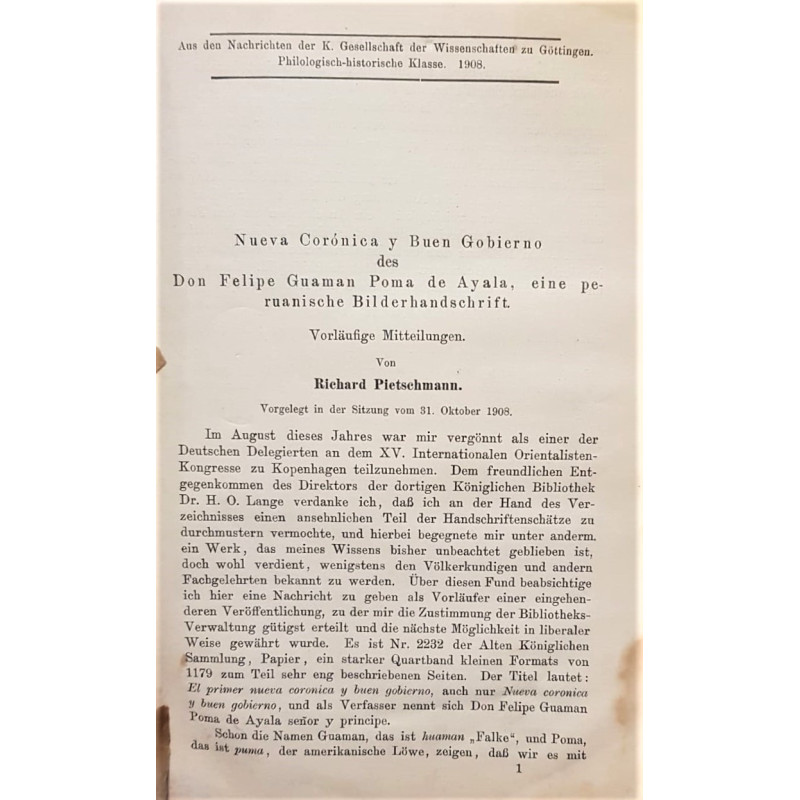 Aus den Nachrichten der K. Gesellschaft der Wissenschaften zu Göttingen.
Philologisch-historische Klasse. 1908.
Nueva Corónica y Buen Gobierno
des
Don Felipe Guaman Poma de Ayala, eine pe-
ruanische Bilderhandschrift.
Vorläufige Mitteilungen.
Von
Richard Pietschmann.
Vorgelegt in der Sitzung vom 31. Oktober 1908.
Im August dieses Jahres war mir vergönnt als einer der
Deutschen Delegierten an dem XV. Internationalen Orientalisten-
Kongresse zu Kopenhagen teilzunehmen. Dem freundlichen Ent-
gegenkommen des Direktors der dortigen Königlichen Bibliothek
Dr. H. O. Lange verdanke ich, daß ich an der Hand des Ver-
zeichnisses einen ansehnlichen Teil der Handschriftenschätze zu
durchmustern vermochte, und hierbei begegnete mir unter anderm.
ein Werk, das meines Wissens bisher unbeachtet geblieben ist,
doch wohl verdient, wenigstens den Völkerkundigen und andern
Fachgelehrten bekannt zu werden. Über diesen Fund beabsichtige
ich hier eine Nachricht zu geben als Vorläufer einer eingehen-
deren Veröffentlichung, zu der mir die Zustimmung der Bibliotheks-
Verwaltung gütigst erteilt und die nächste Möglichkeit in liberaler
Weise gewährt wurde. Es ist Nr. 2232 der Alten Königlichen
Sammlung, Papier, ein starker Quartband kleinen Formats von
1179 zum Teil sehr eng beschriebenen Seiten. Der Titel lautet:
El primer nueva coronica y buen gobierno, auch nur Nueva coronica
y buen gobierno, und als Verfasser nennt sich Don Felipe Guaman
Poma de Ayala señor y principe.
Schon die Namen Guaman, das ist huaman „Falke“, und Poma,
das ist puma, der amerikanische Löwe, zeigen, daß wir es mit
1